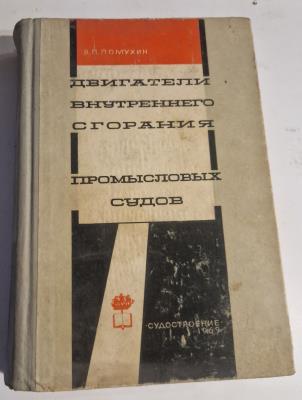 В.П.ЛОМУХИН
ДВИГАТЕЛИ
ВНУТРЕННЕГО
СГОРАНИЯ
ПРОМЫСЛОВЫХ
СУДОВ
·СУДОСТРОЕНИЕ·